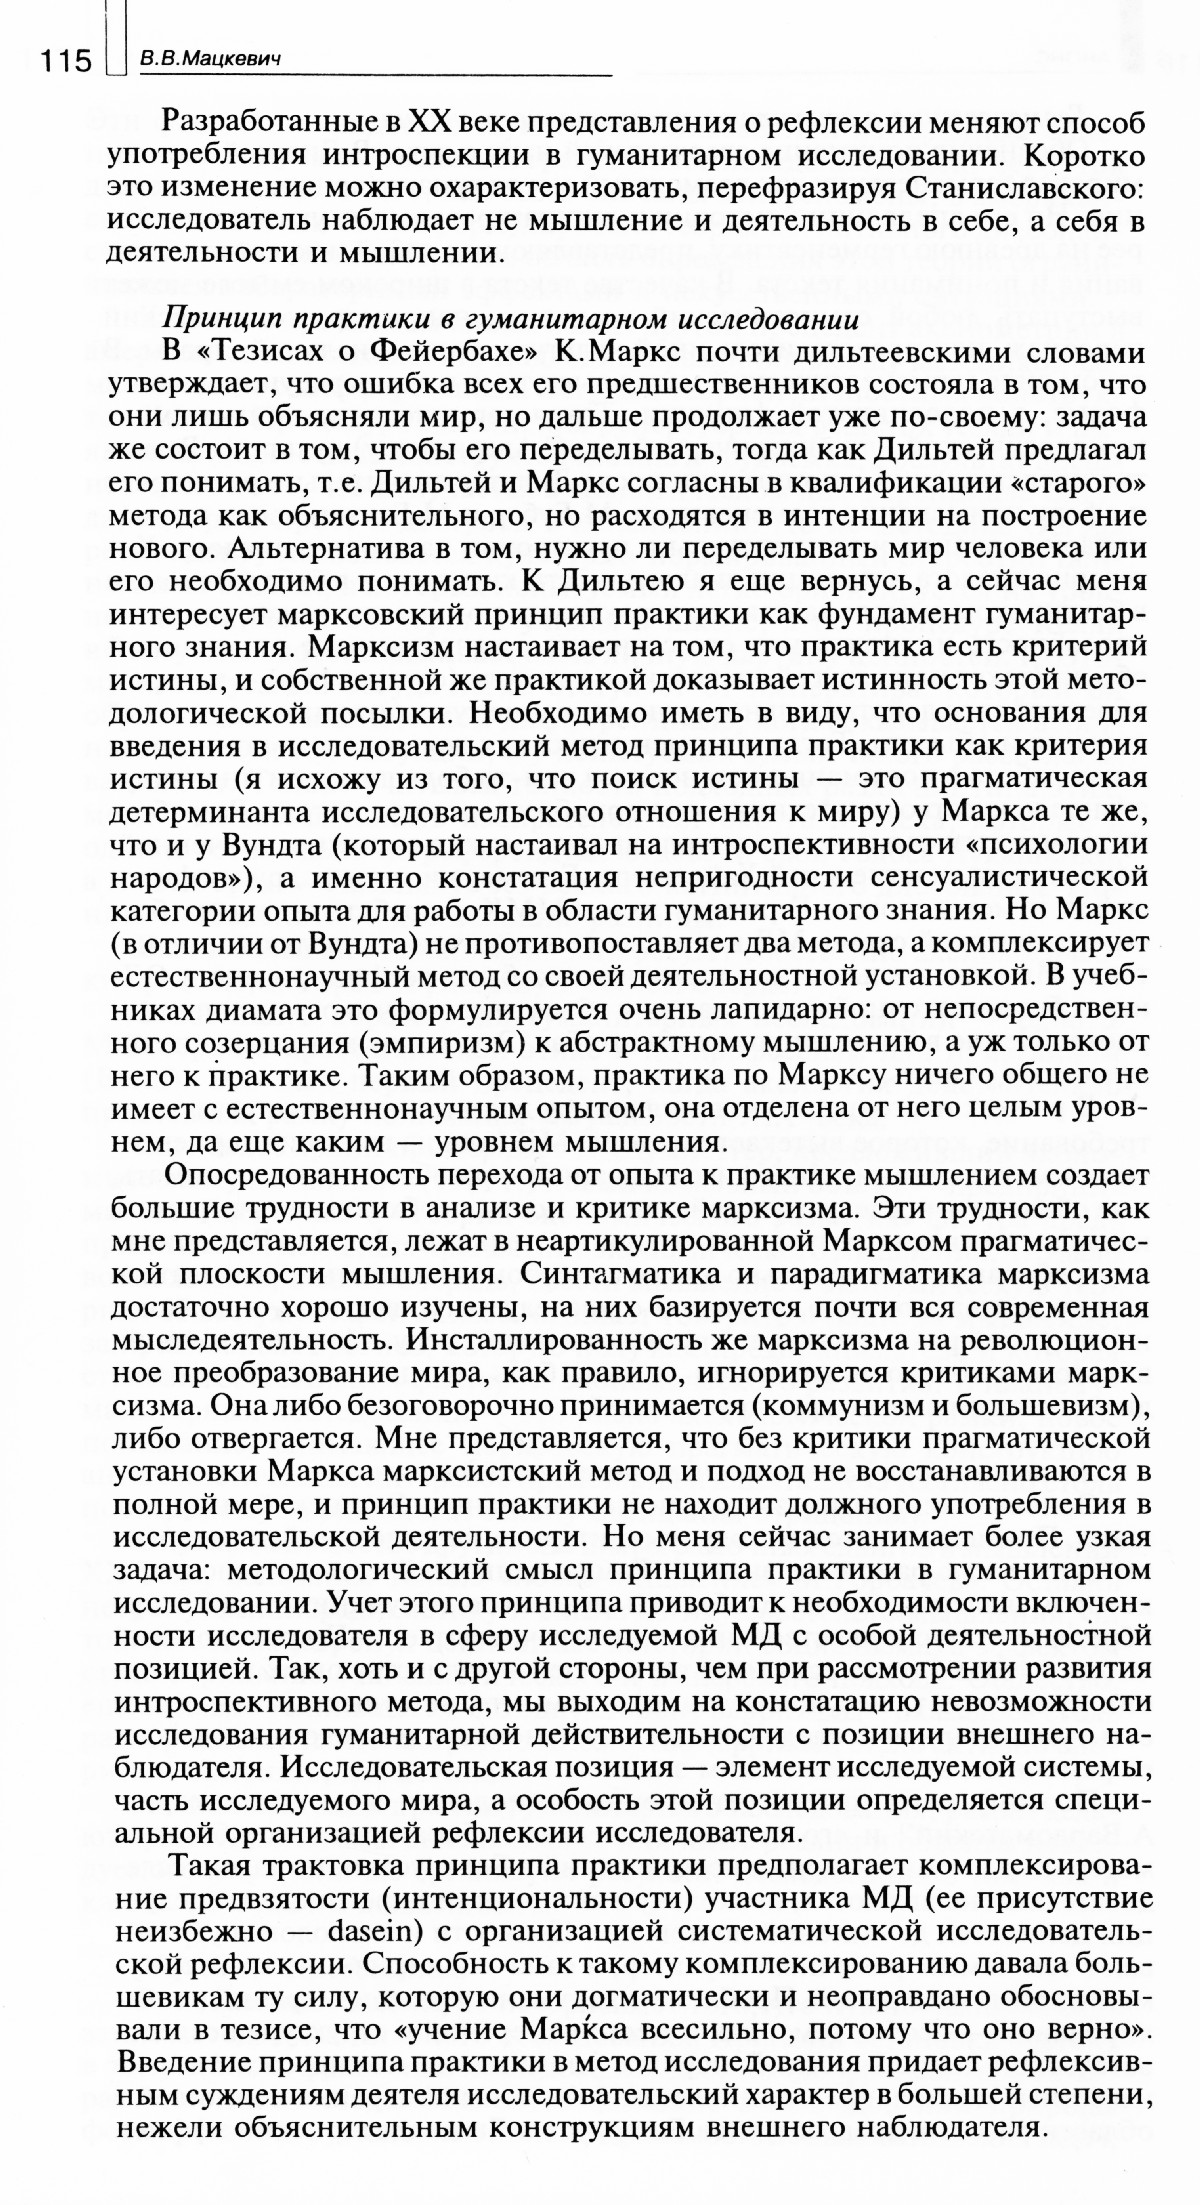 115 В.В.Мацкевич
Разработанные в XX веке представления о рефлексии меняют способ
употребления интроспекции в гуманитарном исследовании. Коротко
это изменение можно охарактеризовать, перефразируя Станиславского:
исследователь наблюдает не мышление и деятельность в себе, а себя в
деятельности и мышлении.
Принцип практики в гуманитарном исследовании
В «Тезисах о Фейербахе» К.Маркс почти дильтеевскими словами
утверждает, что ошибка всех его предшественников состояла в том, что
они лишь объясняли мир, но дальше продолжает уже по-своему: задача
же состоит в том, чтобы его переделывать, тогда как Дильтей предлагал
его понимать, т.е. Дильтей и Маркс согласны в квалификации «старого»
метода как объяснительного, но расходятся в интенции на построение
нового. Альтернатива в том, нужно ли переделывать мир человека или
его необходимо понимать. К Дильтею я еще вернусь, а сейчас меня
интересует марксовский принцип практики как фундамент гуманитар-
ного знания. Марксизм настаивает на том, что практика есть критерий
истины, и собственной же практикой доказывает истинность этой мето-
дологической посылки. Необходимо иметь в виду, что основания для
введения в исследовательский метод принципа практики как критерия
истины (я исхожу из того, что поиск истины — это прагматическая
детерминанта исследовательского отношения к миру) у Маркса те же,
что и у Вундта (который настаивал на интроспективности «психологии
народов»), а именно констатация непригодности сенсуалистической
категории опыта для работы в области гуманитарного знания. Но Маркс
(в отличии от Вундта) не противопоставляет два метода, а комплексирует
естественнонаучный метод со своей деятельностной установкой. В учеб-
никах диамата это формулируется очень лапидарно: от непосредствен-
ного созерцания (эмпиризм) к абстрактному мышлению, а уж только от
него к практике. Таким образом, практика по Марксу ничего общего не
имеет с естественнонаучным опытом, она отделена от него целым уров-
нем, да еще каким — уровнем мышления.
Опосредованность перехода от опыта к практике мышлением создает
большие трудности в анализе и критике марксизма. Эти трудности, как
мне представляется, лежат в неартикулированной Марксом прагматичес-
кой плоскости мышления. Синтагматика и парадигматика марксизма
достаточно хорошо изучены, на них базируется почти вся современная
мыследеятельность. Инсталлированность же марксизма на революцион-
ное преобразование мира, как правило, игнорируется критиками марк-
сизма. Она либо безоговорочно принимается (коммунизм и большевизм),
либо отвергается. Мне представляется, что без критики прагматической
установки Маркса марксистский метод и подход не восстанавливаются в
полной мере, и принцип практики не находит должного употребления в
исследовательской деятельности. Но меня сейчас занимает более узкая
задача: методологический смысл принципа практики в гуманитарном
исследовании. Учет этого принципа приводит к необходимости включен-
ности исследователя в сферу исследуемой МД с особой деятельностной
позицией. Так, хоть и с другой стороны, чем при рассмотрении развития
интроспективного метода, мы выходим на констатацию невозможности
исследования гуманитарной действительности с позиции внешнего на-
блюдателя. Исследовательская позиция — элемент исследуемой системы,
часть исследуемого мира, а особость этой позиции определяется специ-
альной организацией рефлексии исследователя.
Такая трактовка принципа практики предполагает комплексирова-
ние предвзятости (интенциональности) участника МД (ее присутствие
неизбежно — dasein) с организацией систематической исследователь-
ской рефлексии. Способность к такому комплексированию давала боль-
шевикам ту силу, которую они догматически и неоправдано обосновы-
вали в тезисе, что «учение Маркса всесильно, потому что оно верно».
Введение принципа практики в метод исследования придает рефлексив-
ным суждениям деятеля исследовательский характер в большей степени,
нежели объяснительным конструкциям внешнего наблюдателя.